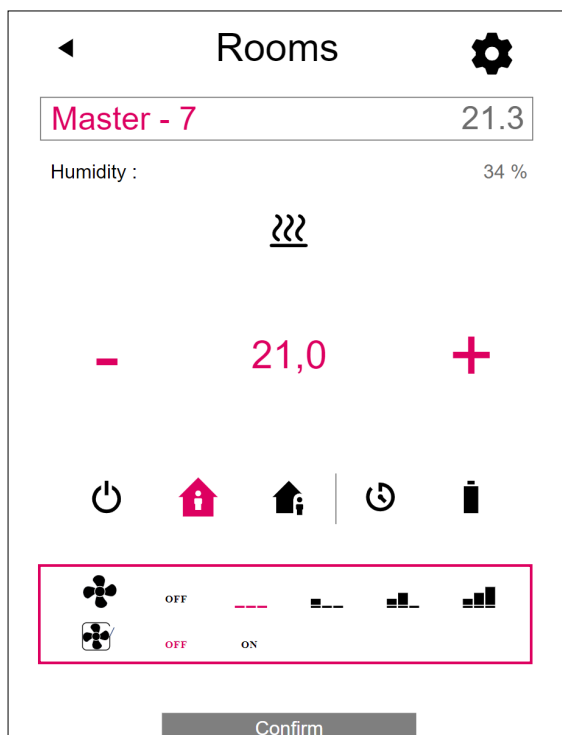 Rooms
Master - 7 21.3
Humidity : 34 %
- 21,0 +
OFF
OFF ON
Confirm